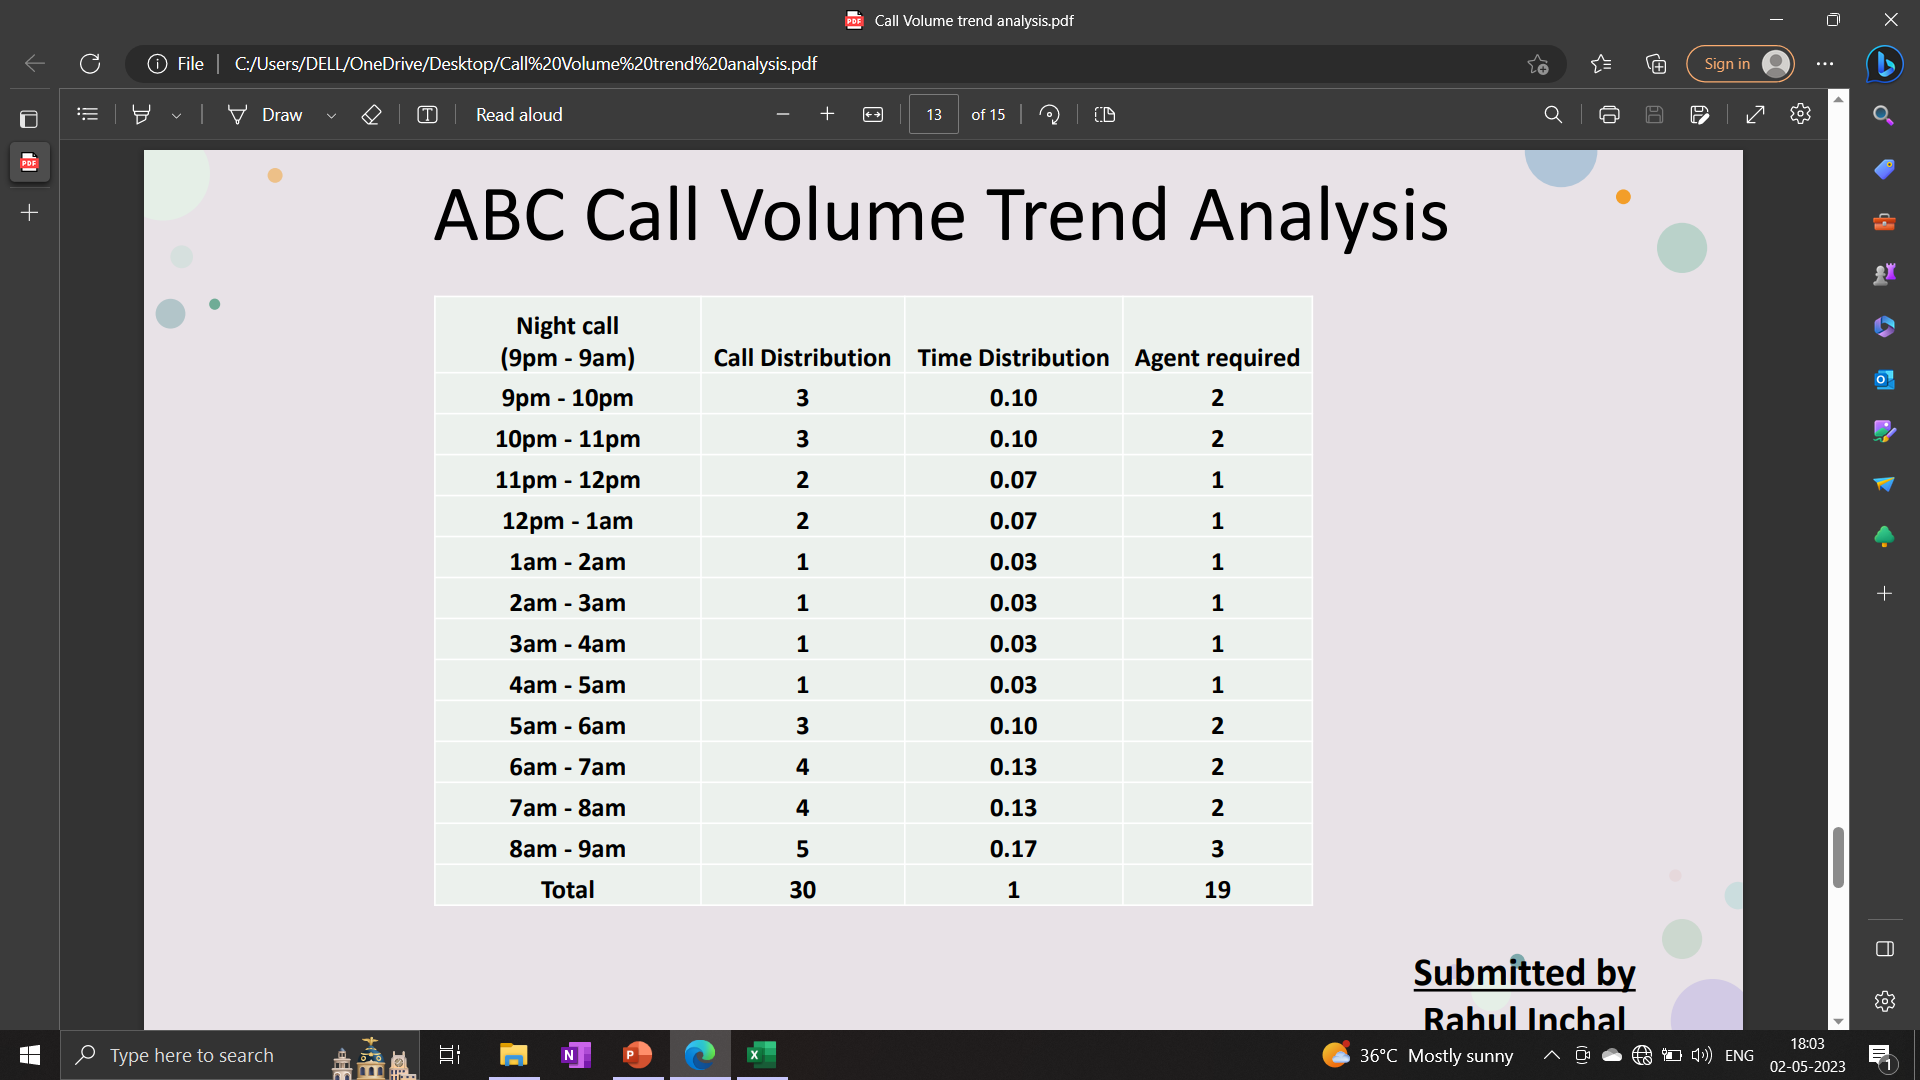 Call Volume trend analysis.pdf
File C:/Users/DELL/OneDrive/Desktop/Call%20Volume%20trend%20analysis.pdf Sign in
Draw Read aloud 13 of 15
ABC Call Volume Trend Analysis
Night call
(9pm - 9am) Call Distribution Time Distribution Agent required
9pm - 10pm 3 0.10 2
10pm - 11pm 3 0.10 2
11pm - 12pm 2 0.07 1
12pm - 1am 2 0.07 1
1am - 2am 1 0.03 1
2am - 3am 1 0.03 1
3am - 4am 1 0.03 1
4am - 5am 1 0.03 1
5am - 6am 3 0.10 2
6am - 7am 4 0.13 2
7am - 8am 4 0.13 2
8am - 9am 5 0.17 3
Total 30 1 19
Submitted by
Rahul Inchal
Type here to search 36°C Mostly sunny ENG 18:03
02-05-2023 1